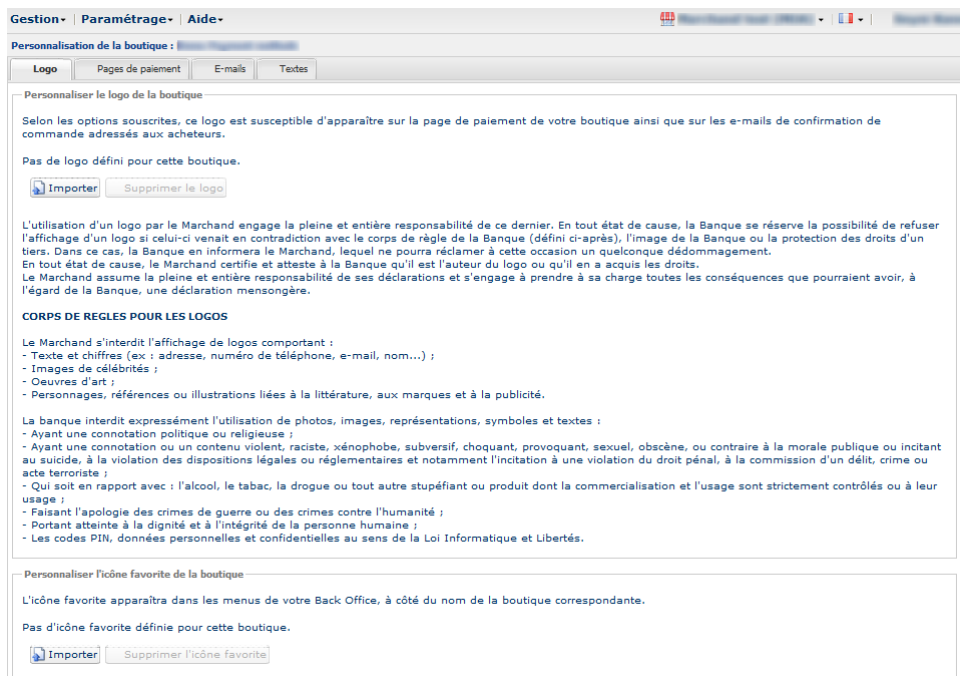 Gestion Paramétrage Aide
Personnalisation de la boutique :
Logo Pages de paiement E-mails Textes
Personnaliser le logo de la boutique
Selon les options souscrites, ce logo est susceptible d'apparaître sur la page de paiement de votre boutique ainsi que sur les e-mails de confirmation de
commande adressés aux acheteurs.
Pas de logo défini pour cette boutique.
Importer Supprimer le logo
L'utilisation d'un logo par le Marchand engage la pleine et entière responsabilité de ce dernier. En tout état de cause, la Banque se réserve la possibilité de refuser
l'affichage d'un logo si celui-ci venait en contradiction avec le corps de règle de la Banque (défini ci-après), l'image de la Banque ou la protection des droits d'un
tiers. Dans ce cas, la Banque en informera le Marchand, lequel ne pourra réclamer à cette occasion un quelconque dédommagement.
En tout état de cause, le Marchand certifie et atteste à la Banque qu'il est l'auteur du logo ou qu'il en a acquis les droits.
Le Marchand assume la pleine et entière responsabilité de ses déclarations et s'engage à prendre à sa charge toutes les conséquences que pourraient avoir, à
l'égard de la Banque, une déclaration mensongère.
CORPS DE REGLES POUR LES LOGOS
Le Marchand s'interdit l'affichage de logos comportant :
- Texte et chiffres (ex : adresse, numéro de téléphone, e-mail, nom...) ;
- Images de célébrités ;
- Oeuvres d'art ;
- Personnages, références ou illustrations liées à la littérature, aux marques et à la publicité.
La banque interdit expressément l'utilisation de photos, images, représentations, symboles et textes :
- Ayant une connotation politique ou religieuse ;
- Ayant une connotation ou un contenu violent, raciste, xénophobe, subversif, choquant, provoquant, sexuel, obscène, ou contraire à la morale publique ou incitant
au suicide, à la violation des dispositions légales ou réglementaires et notamment l'incitation à une violation du droit pénal, à la commission d'un délit, crime ou
acte terroriste ;
- Qui soit en rapport avec : l'alcool, le tabac, la drogue ou tout autre stupéfiant ou produit dont la commercialisation et l'usage sont strictement contrôlés ou à leur
usage ;
- Faisant l'apologie des crimes de guerre ou des crimes contre l'humanité ;
- Portant atteinte à la dignité et à l'intégrité de la personne humaine ;
- Les codes PIN, données personnelles et confidentielles au sens de la Loi Informatique et Libertés.
Personnaliser l'icône favorite de la boutique
L'icône favorite apparaîtra dans les menus de votre Back Office, à côté du nom de la boutique correspondante.
Pas d'icône favorite définie pour cette boutique.
Importer Supprimer l'icône favorite